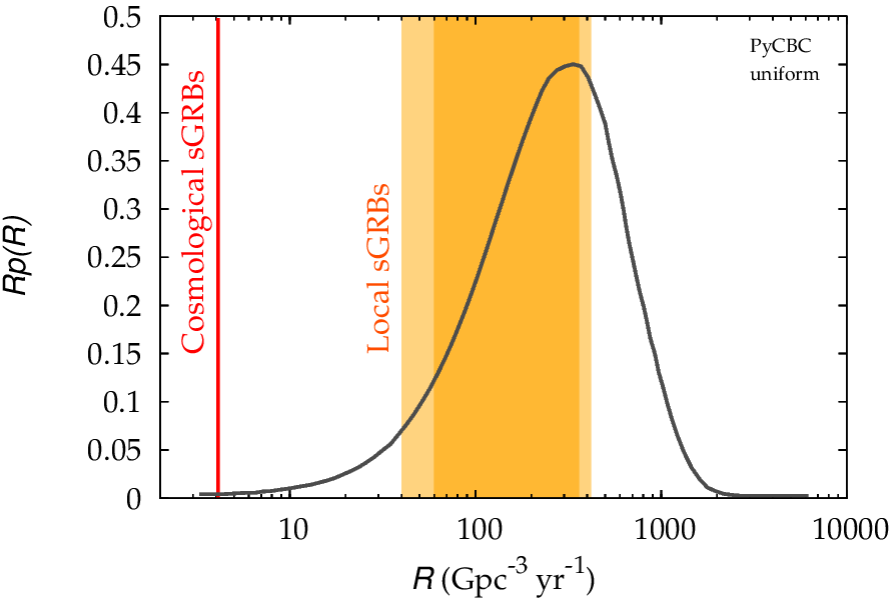 0.5
0.45
0.4
0.35
0.3
0.25
0.2
0.15
0.1
0.05
0
Rp(R)
Cosmological sGRBs
Local sGRBs
PyCBC
uniform
10 100 1000 10000
R (Gpc⁻³ yr⁻¹)